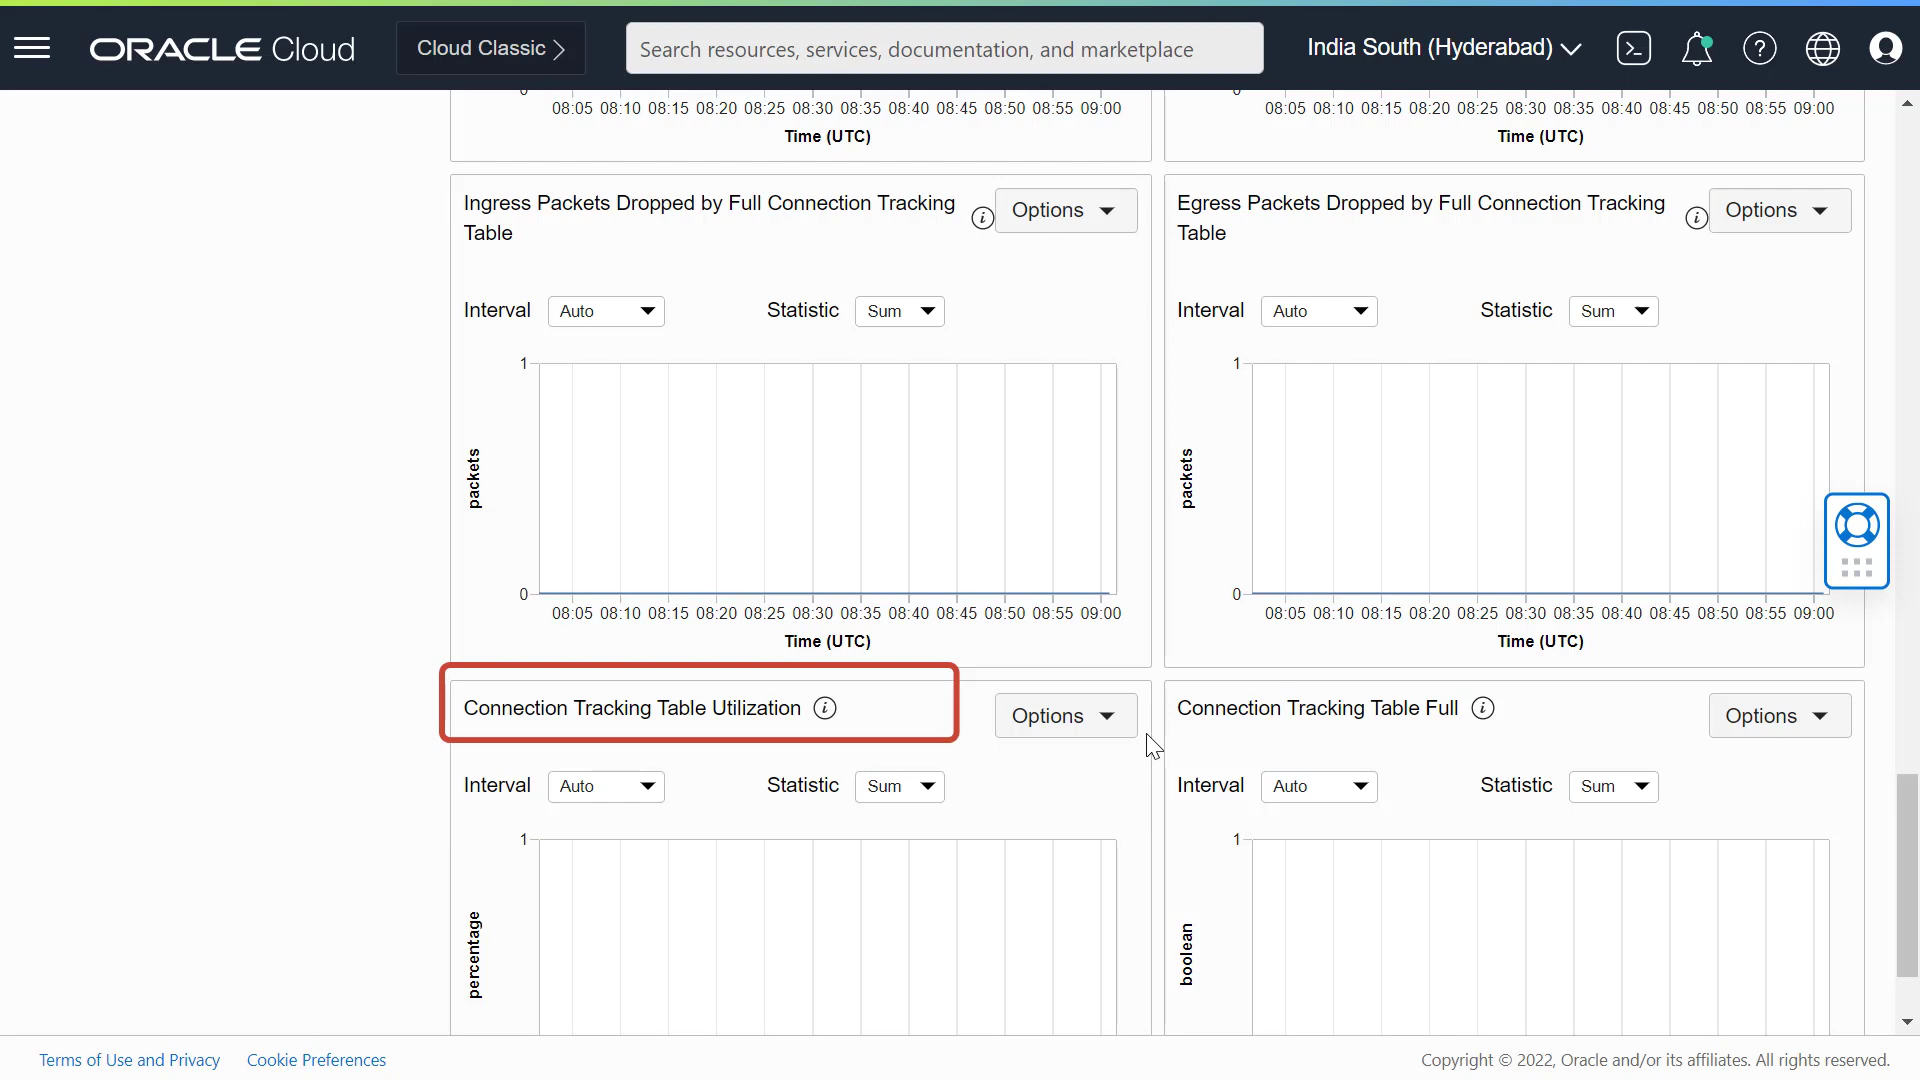 ORACLE Cloud
Cloud Classic
Search resources, services, documentation, and marketplace
India South (Hyderabad)
0
08:05 08:10 08:15 08:20 08:25 08:30 08:35 08:40 08:45 08:50 08:55 09:00
Time (UTC)
0
08:05 08:10 08:15 08:20 08:25 08:30 08:35 08:40 08:45 08:50 08:55 09:00
Time (UTC)
Ingress Packets Dropped by Full Connection Tracking
Table
Options
Interval Auto Statistic Sum
1
packets
0
08:05 08:10 08:15 08:20 08:25 08:30 08:35 08:40 08:45 08:50 08:55 09:00
Time (UTC)
Egress Packets Dropped by Full Connection Tracking
Table
Options
Interval Auto Statistic Sum
1
packets
0
08:05 08:10 08:15 08:20 08:25 08:30 08:35 08:40 08:45 08:50 08:55 09:00
Time (UTC)
Connection Tracking Table Utilization
Options
Interval Auto Statistic Sum
1
percentage
Connection Tracking Table Full
Options
Interval Auto Statistic Sum
1
boolean
Terms of Use and Privacy Cookie Preferences
Copyright © 2022, Oracle and/or its affiliates. All rights reserved.